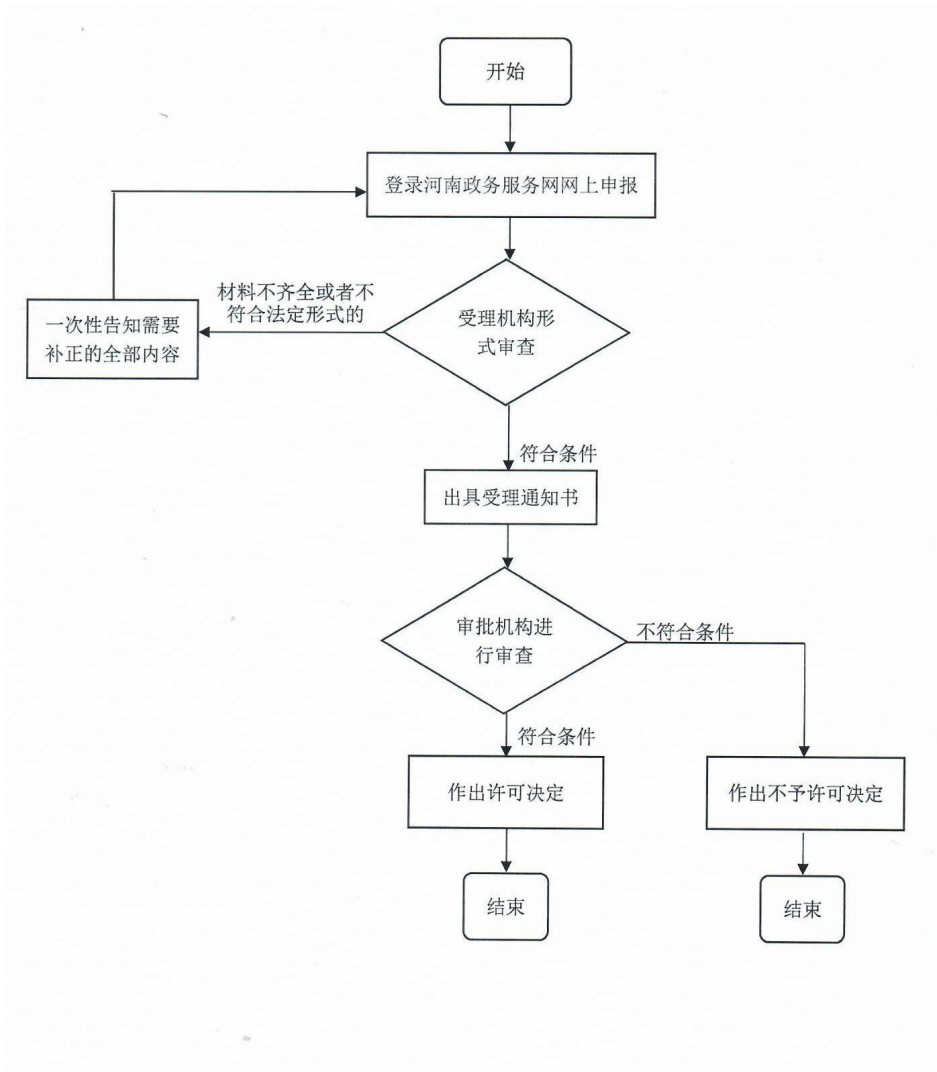 开始
登录河南政务服务网网上申报
材料不齐全或者不
符合法定形式的
一次性告知需要
补正的全部内容
受理机构形
式审查
符合条件
出具受理通知书
审批机构进
行审查
不符合条件
符合条件
作出许可决定
作出不予许可决定
结束
结束